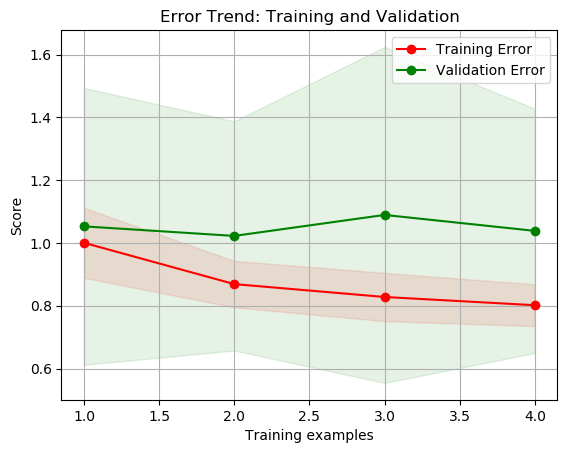 Error Trend: Training and Validation
Training Error
Validation Error
1.6
1.4
1.2
1.0
0.8
0.6
Score
1.0 1.5 2.0 2.5 3.0 3.5 4.0
Training examples